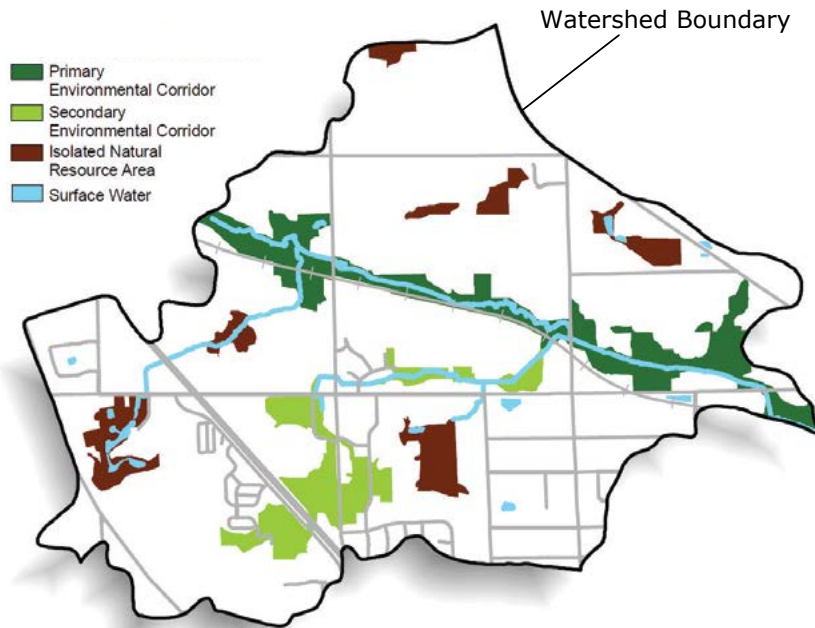 Watershed Boundary
Primary
Environmental Corridor
Secondary
Environmental Corridor
Isolated Natural
Resource Area
Surface Water